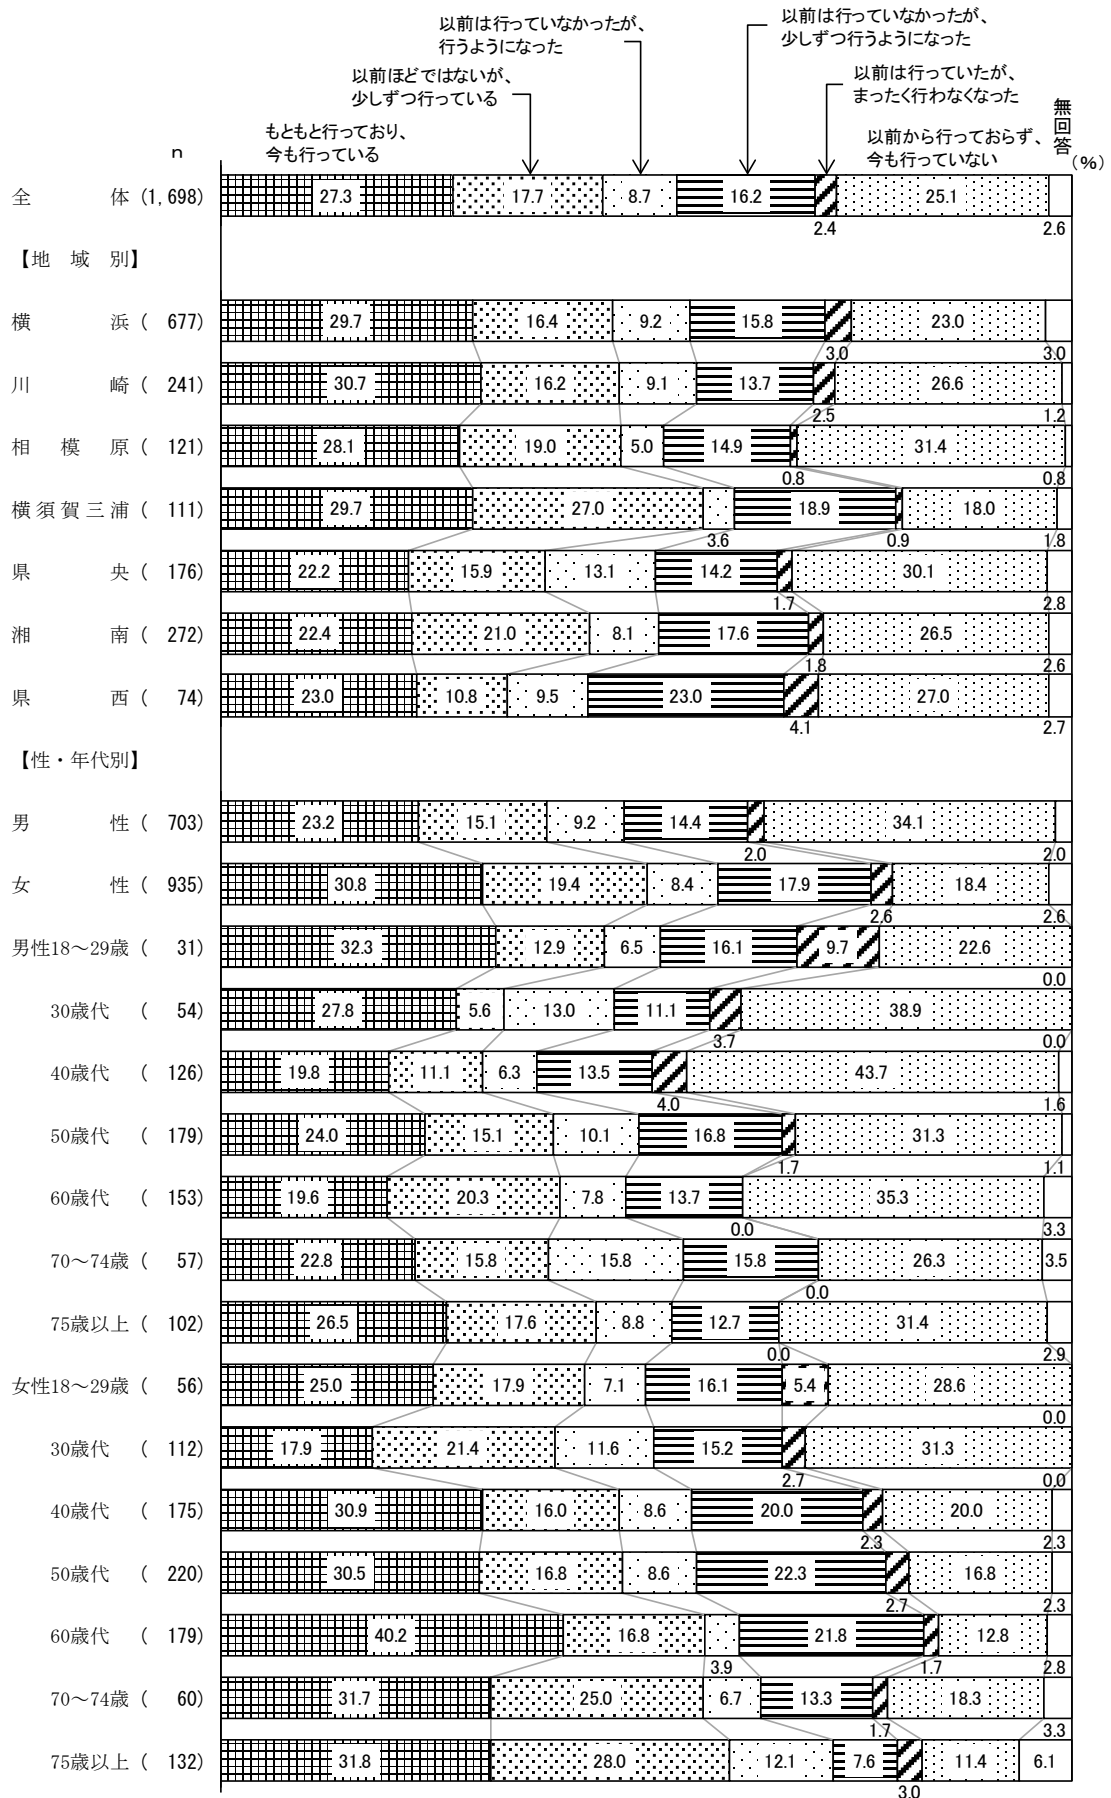 以前は行っていなかったが、
行うようになった
以前は行っていなかったが、
少しずつ行うようになった
以前ほどではないが、
少しずつ行っている
以前は行っていたが、
まったく行わなくなった
もともと行っており、
今も行っている
以前から行っておらず、
今も行っていない
無回答
n
(%)
全体 (1,698) 27.3 17.7 8.7 16.2 25.1
2.4 2.6
【地 域 別】
横浜 ( 677) 29.7 16.4 9.2 15.8 23.0
3.0 3.0
川崎 ( 241) 30.7 16.2 9.1 13.7 26.6
2.5 1.2
相模原 ( 121) 28.1 19.0 5.0 14.9 31.4
0.8 0.8
横須賀三浦 ( 111) 29.7 27.0 18.9 18.0
3.6 0.9 1.8
県央 ( 176) 22.2 15.9 13.1 14.2 30.1
1.7 2.8
湘南 ( 272) 22.4 21.0 8.1 17.6 26.5
1.8 2.6
県西 ( 74) 23.0 10.8 9.5 23.0 27.0
4.1 2.7
【性・年代別】
男性 ( 703) 23.2 15.1 9.2 14.4 34.1
2.0 2.0
女性 ( 935) 30.8 19.4 8.4 17.9 18.4
2.6 2.6
男性18～29歳 ( 31) 32.3 12.9 6.5 16.1 9.7 22.6
0.0
30歳代 ( 54) 27.8 5.6 13.0 11.1 38.9
3.7 0.0
40歳代 ( 126) 19.8 11.1 6.3 13.5 43.7
4.0 1.6
50歳代 ( 179) 24.0 15.1 10.1 16.8 31.3
1.7 1.1
60歳代 ( 153) 19.6 20.3 7.8 13.7 35.3
0.0 3.3
70～74歳 ( 57) 22.8 15.8 15.8 15.8 26.3 3.5
0.0
75歳以上 ( 102) 26.5 17.6 8.8 12.7 31.4
0.0 2.9
女性18～29歳 ( 56) 25.0 17.9 7.1 16.1 5.4 28.6
0.0
30歳代 ( 112) 17.9 21.4 11.6 15.2 31.3
2.7 0.0
40歳代 ( 175) 30.9 16.0 8.6 20.0 20.0
2.3 2.3
50歳代 ( 220) 30.5 16.8 8.6 22.3 16.8
2.7 2.3
60歳代 ( 179) 40.2 16.8 21.8 12.8
3.9 1.7 2.8
70～74歳 ( 60) 31.7 25.0 6.7 13.3 18.3
1.7 3.3
75歳以上 ( 132) 31.8 28.0 12.1 7.6 11.4 6.1
3.0